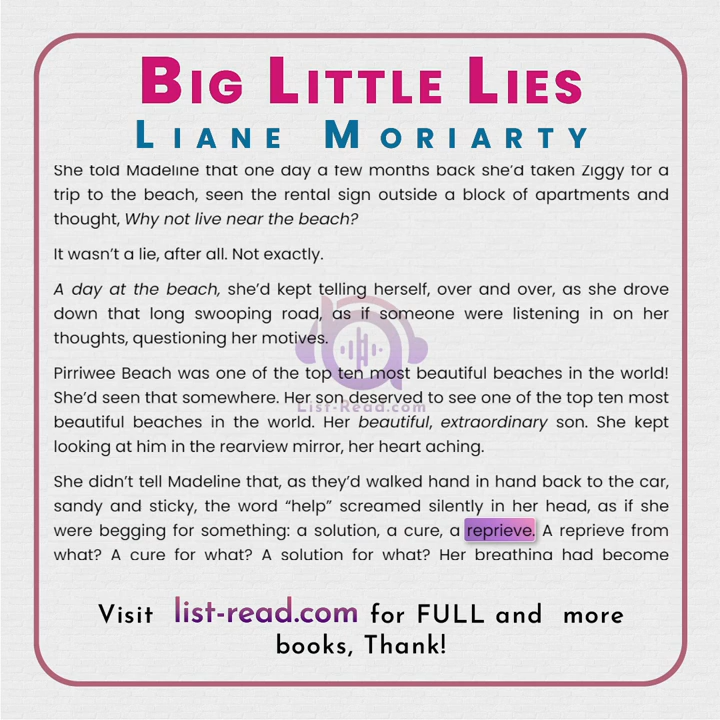 BIG LITTLE LIES
LIANE MORIARTY
She told Madeline that one day a few months back she’d taken Ziggy for a
trip to the beach, seen the rental sign outside a block of apartments and
thought, Why not live near the beach?
It wasn’t a lie, after all. Not exactly.
A day at the beach, she’d kept telling herself, over and over, as she drove
down that long swooping road, as if someone were listening in on her
thoughts, questioning her motives.
Pirriwee Beach was one of the top ten most beautiful beaches in the world!
She’d seen that somewhere. Her son deserved to see one of the top ten most
beautiful beaches in the world. Her beautiful, extraordinary son. She kept
looking at him in the rearview mirror, her heart aching.
She didn’t tell Madeline that, as they’d walked hand in hand back to the car,
sandy and sticky, the word “help” screamed silently in her head, as if she
were begging for something: a solution, a cure, a reprieve. A reprieve from
what? A cure for what? A solution for what? Her breathing had become
List-Read.com
Visit list-read.com for FULL and more
books, Thank!